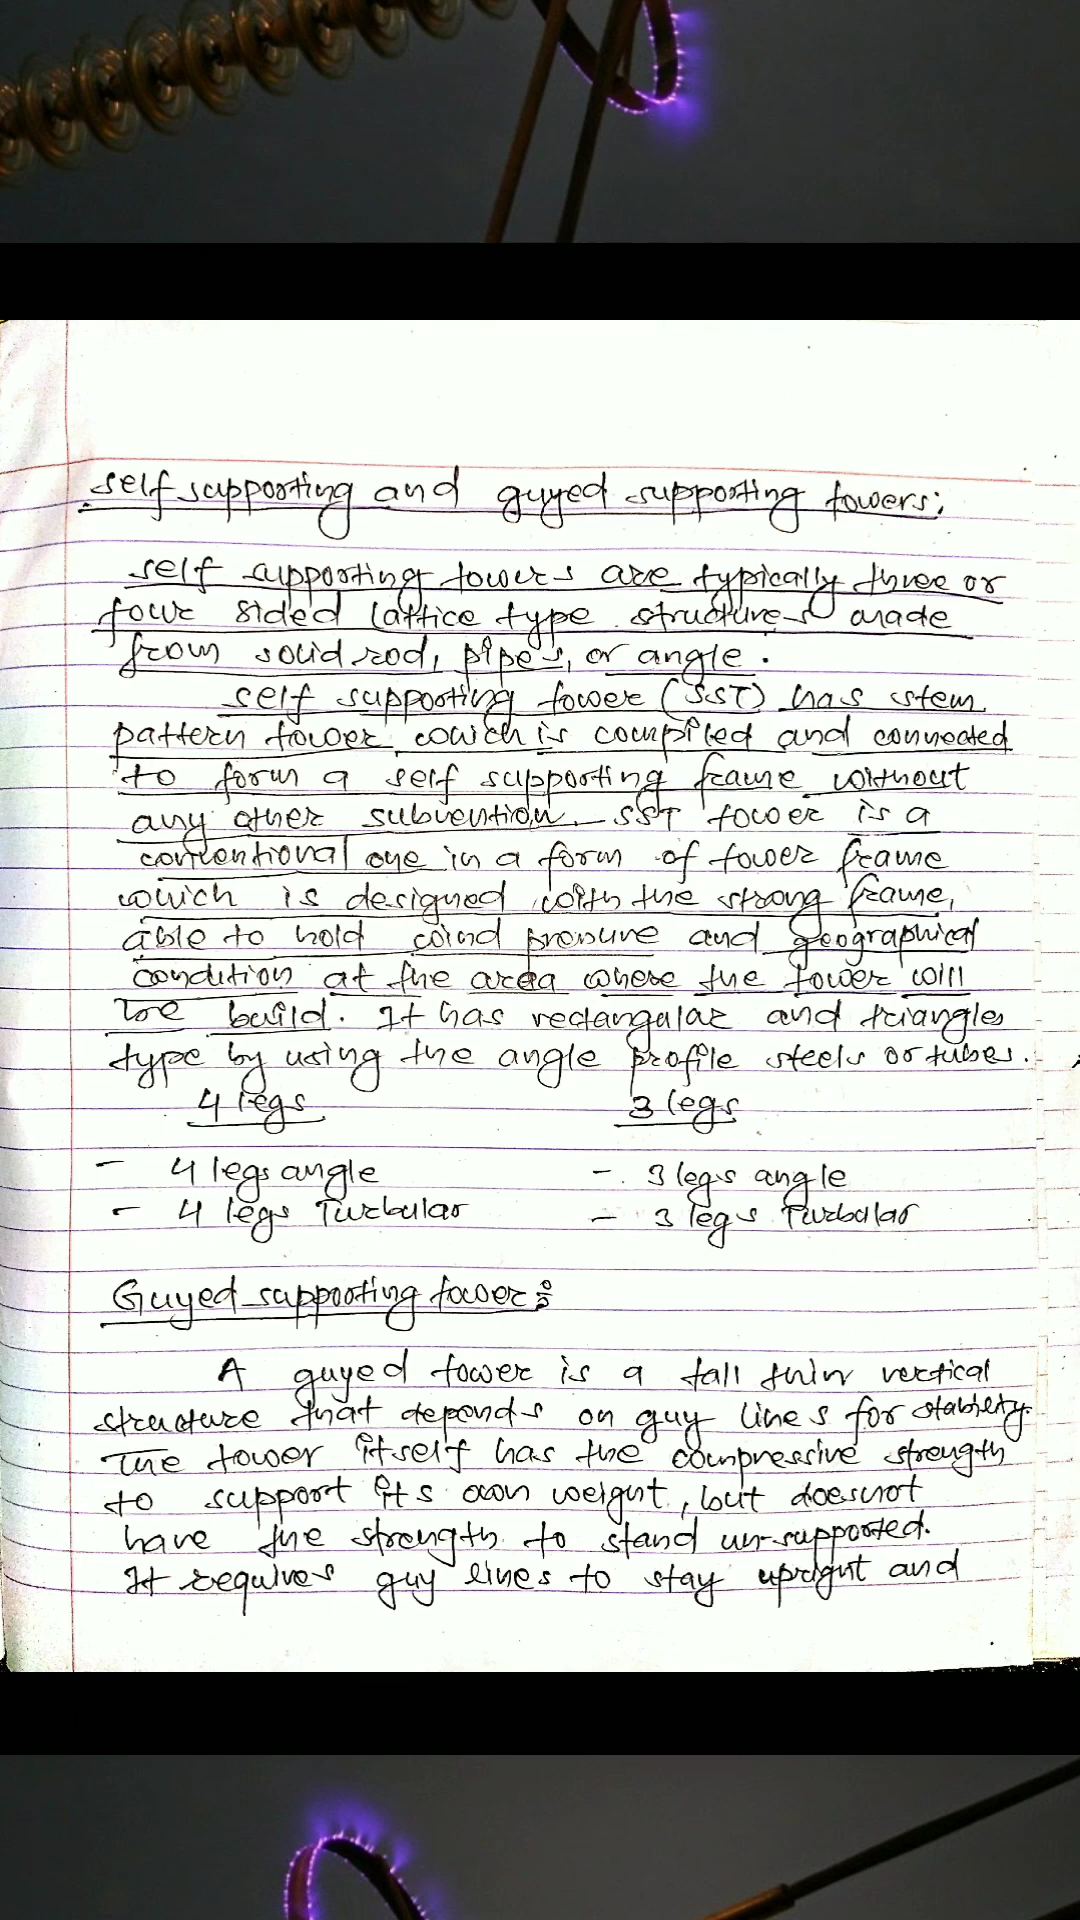 self supporting and guyed supporting towers:
self supporting towers are typically three or
four sided lattice type structures made
from solid rod, pipes, or angle.
self supporting tower (SST) has stem
pattern tower which is compiled and connected
to form a self supporting frame without
any other subvention. SST tower is a
conventional one in a form of tower frame
which is designed with the strong frame,
able to hold wind pressure and geographical
condition at the area where the tower will
be build. It has rectangular and triangles
type by using the angle profile steels or tubes.
4 legs 3 legs
- 4 legs angle - 3 legs angle
- 4 legs Turbular - 3 legs Turbular
Guyed supporting tower:
A guyed tower is a tall thin vertical
structure that depends on guy lines for stability.
The tower itself has the compressive strength
to support its own weight, but doesnot
have the strength to stand un-supported.
It requires guy lines to stay upright and